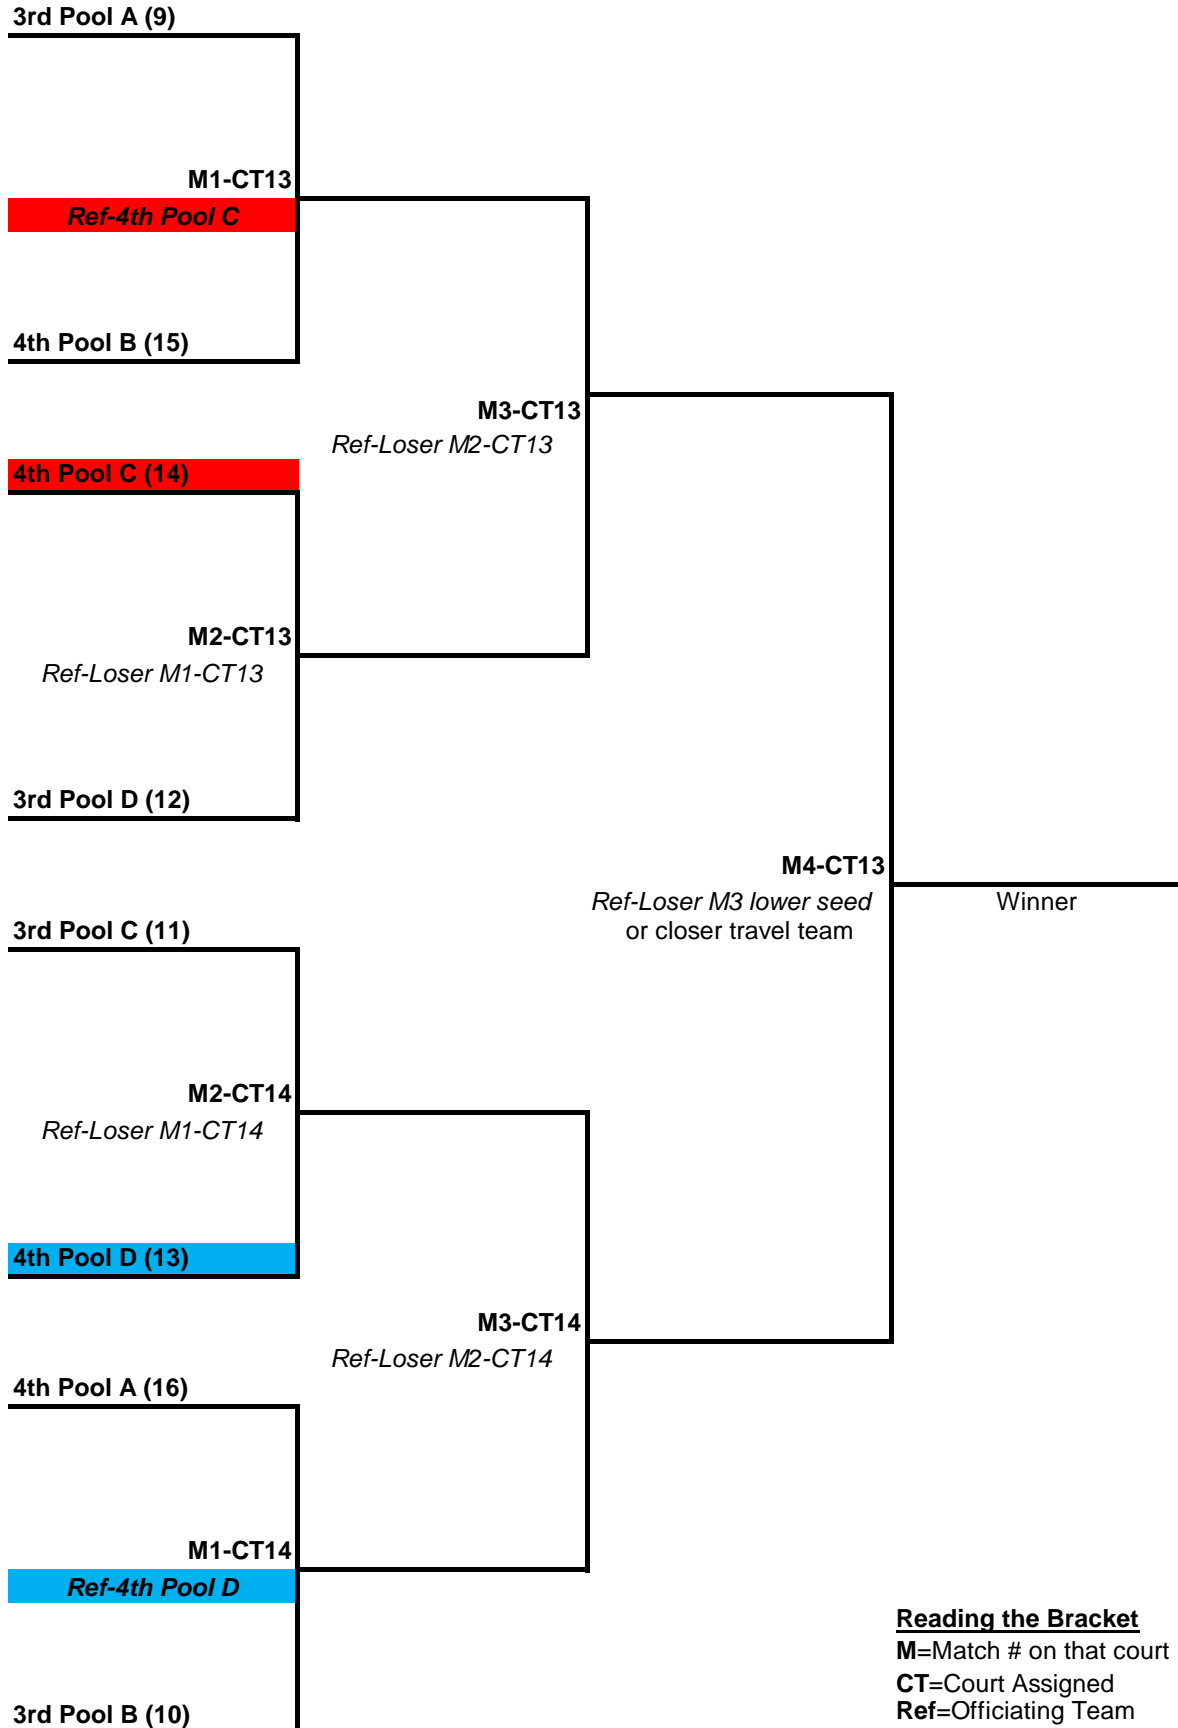 3rd Pool A (9)
M1-CT13
Ref-4th Pool C
4th Pool B (15)
M3-CT13
Ref-Loser M2-CT13
4th Pool C (14)
M2-CT13
Ref-Loser M1-CT13
3rd Pool D (12)
M4-CT13
Ref-Loser M3 lower seed
or closer travel team
Winner
3rd Pool C (11)
M2-CT14
Ref-Loser M1-CT14
4th Pool D (13)
M3-CT14
Ref-Loser M2-CT14
4th Pool A (16)
M1-CT14
Ref-4th Pool D
3rd Pool B (10)
Reading the Bracket
M=Match # on that court
CT=Court Assigned
Ref=Officiating Team